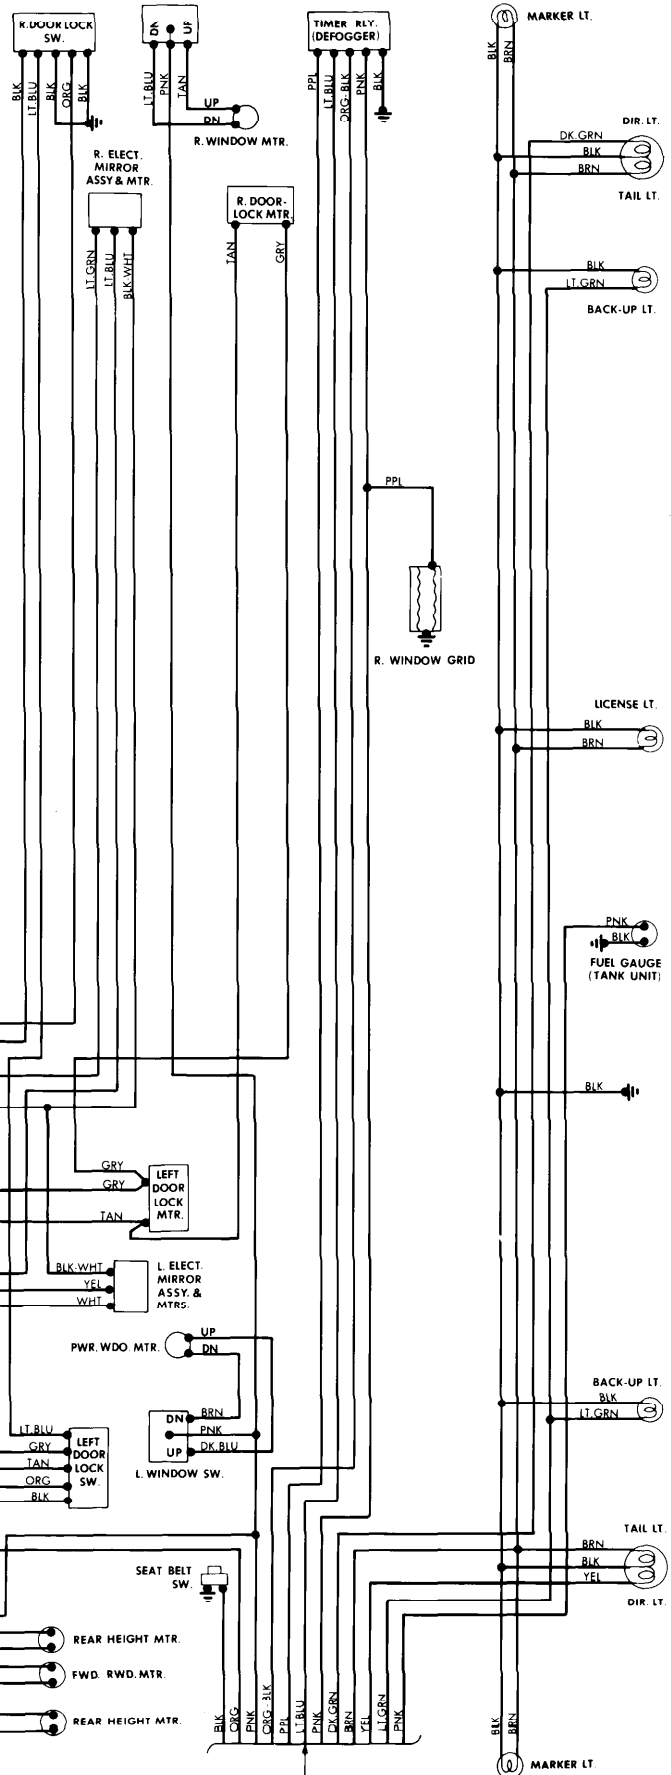 R.DOOR LOCK
SW.
BLK
LT.BLU
BLK
ORG
BLK
DN
UP
LT.BLU
PNK
TAN
UP
DN
R.WINDOW MTR.
TIMER RLY.
(DEFOGGER)
PPL
LT.BLU
ORG-BLK
PNK
BLK
MARKER LT.
BLK
BRN
DIR. LT.
DK.GRN
BLK
BRN
TAIL LT.
R. ELECT.
MIRROR
ASSY & MTR.
LT.GRN
LT.BLU
BLK-WHT
R. DOOR-
LOCK MTR.
TAN
GRY
BLK
LT.GRN
BACK-UP LT.
PPL
R. WINDOW GRID
LICENSE LT.
BLK
BRN
PNK
BLK
FUEL GAUGE
(TANK UNIT)
BLK
GRY
GRY
TAN
LEFT
DOOR
LOCK
MTR.
BLK-WHT
YEL
WHT
L. ELECT.
MIRROR
ASSY. &
MTRS.
PWR. WDO. MTR.
UP
DN
BACK-UP LT.
BLK
LT.GRN
DN
UP
BRN
PNK
DK.BLU
L. WINDOW SW.
LT.BLU
GRY
TAN
ORG
BLK
LEFT
DOOR
LOCK
SW.
TAIL LT.
BRN
BLK
YEL
DIR. LT.
SEAT BELT
SW.
REAR HEIGHT MTR.
FWD. RWD. MTR.
REAR HEIGHT MTR.
BLK
ORG
PNK
ORG-BLK
PPL
LT.BLU
PNK
DK.GRN
BRN
YEL
LT.GRN
PNK
BLK
BRN
MARKER LT.